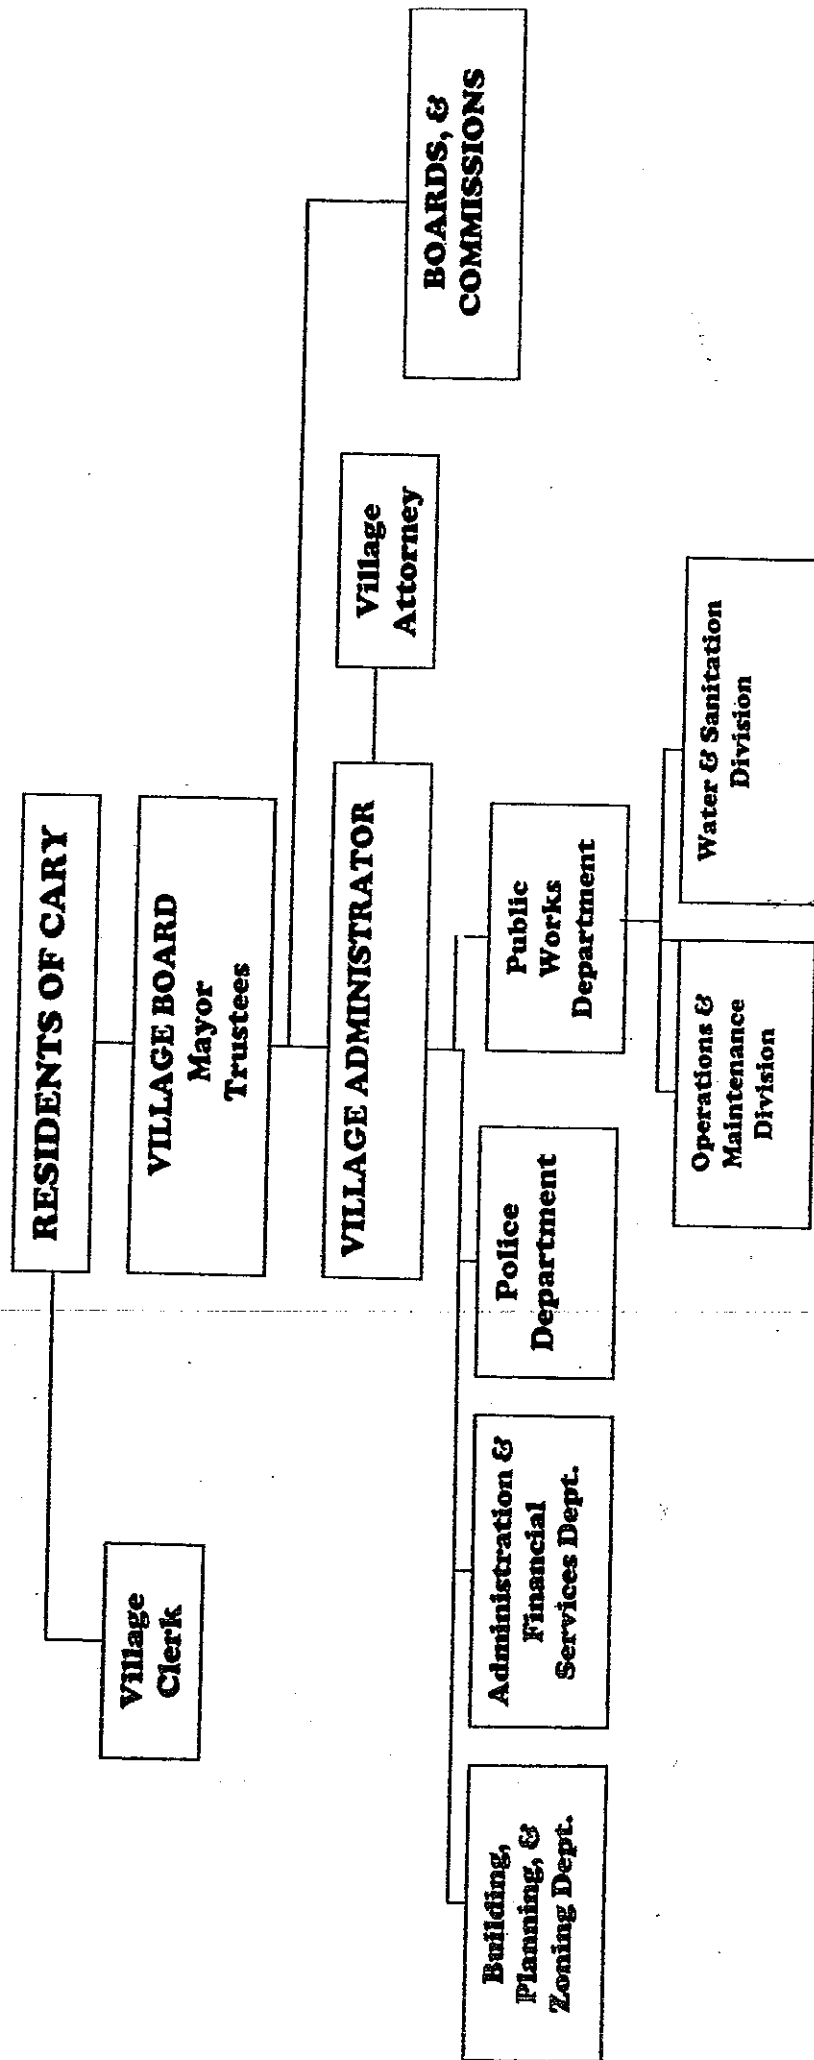 RESIDENTS OF CARY
Village
Clerk
VILLAGE BOARD
Mayor
Trustees
VILLAGE ADMINISTRATOR
Village
Attorney
BOARDS, &
COMMISSIONS
Building,
Planning, &
Zoning Dept.
Administration &
Financial
Services Dept.
Police
Department
Public
Works
Department
Operations &
Maintenance
Division
Water & Sanitation
Division